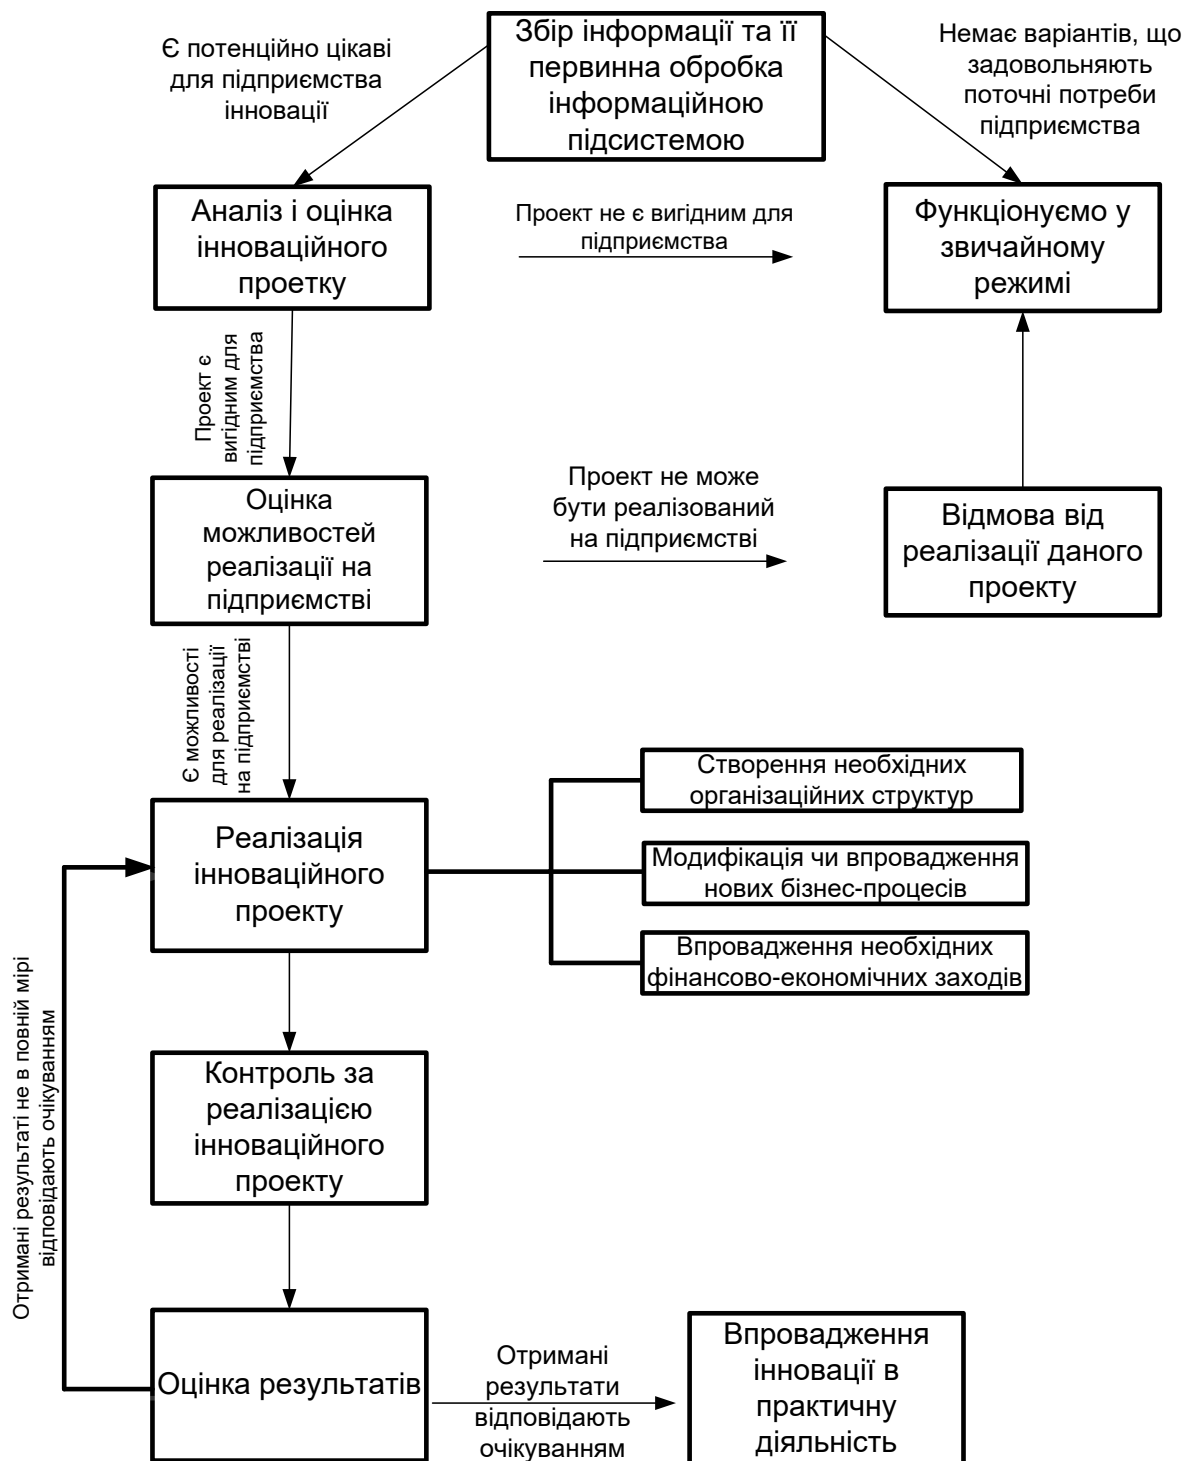 Є потенційно цікаві
для підприємства
інновації
Збір інформації та її
первинна обробка
інформаційною
підсистемою
Немає варіантів, що
задовольняють
поточні потреби
підприємства
Аналіз і оцінка
інноваційного
проетку
Проект не є вигідним для
підприємства
Функціонуємо у
звичайному
режимі
Проект є
вигідним для
підприємства
Оцінка
можливостей
реалізації на
підприємстві
Проект не може
бути реалізований
на підприємстві
Відмова від
реалізації даного
проекту
Є можливості
для реалізації
на підприємстві
Реалізація
інноваційного
проекту
Створення необхідних
організаційних структур
Модифікація чи впровадження
нових бізнес-процесів
Впровадження необхідних
фінансово-економічних заходів
Отримані результаті не в повній мірі
відповідають очікуванням
Контроль за
реалізацією
інноваційного
проекту
Оцінка результатів
Отримані
результати
відповідають
очікуванням
Впровадження
інновації в
практичну
діяльність